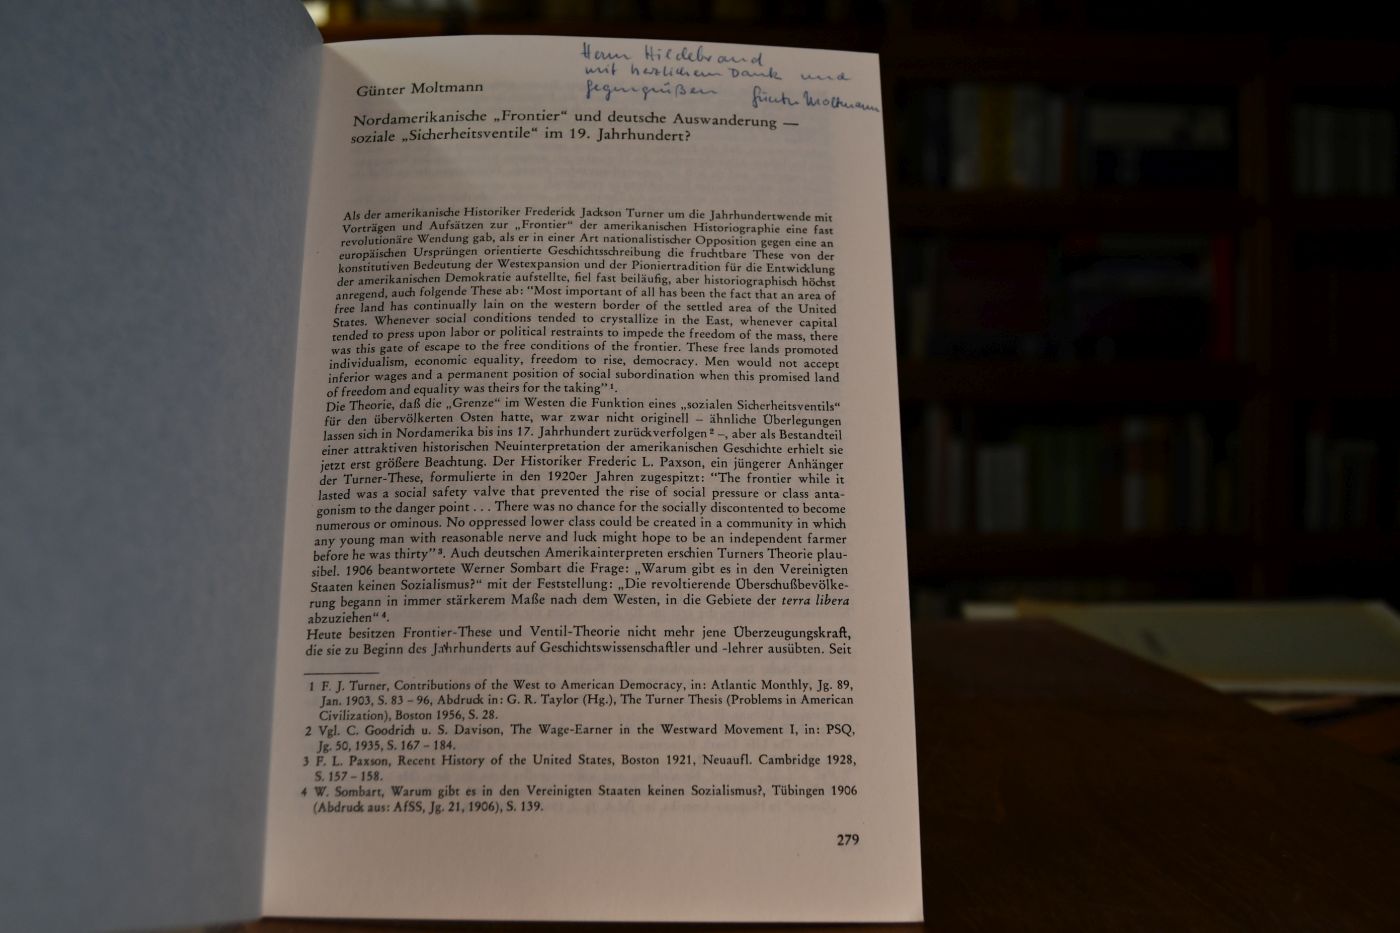 Herrn Hildebrand
mit herzlichem Dank und
Gegengrüßen Günter Moltmann
Günter Moltmann
Nordamerikanische „Frontier“ und deutsche Auswanderung —
soziale „Sicherheitsventile“ im 19. Jahrhundert?
Als der amerikanische Historiker Frederick Jackson Turner um die Jahrhundertwende mit
Vorträgen und Aufsätzen zur „Frontier“ der amerikanischen Historiographie eine fast
revolutionäre Wendung gab, als er in einer Art nationalistischer Opposition gegen eine an
europäischen Ursprüngen orientierte Geschichtsschreibung die fruchtbare These von der
konstitutiven Bedeutung der Westexpansion und der Pioniertradition für die Entwicklung
der amerikanischen Demokratie aufstellte, fiel fast beiläufig, aber historiographisch höchst
anregend, auch folgende These ab: “Most important of all has been the fact that an area of
free land has continually lain on the western border of the settled area of the United
States. Whenever social conditions tended to crystallize in the East, whenever capital
tended to press upon labor or political restraints to impede the freedom of the mass, there
was this gate of escape to the free conditions of the frontier. These free lands promoted
individualism, economic equality, freedom to rise, democracy. Men would not accept
inferior wages and a permanent position of social subordination when this promised land
of freedom and equality was theirs for the taking” 1.
Die Theorie, daß die „Grenze“ im Westen die Funktion eines „sozialen Sicherheitsventils“
für den übervölkerten Osten hatte, war zwar nicht originell – ähnliche Überlegungen
lassen sich in Nordamerika bis ins 17. Jahrhundert zurückverfolgen 2 –, aber als Bestandteil
einer attraktiven historischen Neuinterpretation der amerikanischen Geschichte erhielt sie
jetzt erst größere Beachtung. Der Historiker Frederic L. Paxson, ein jüngerer Anhänger
der Turner-These, formulierte in den 1920er Jahren zugespitzt: “The frontier while it
lasted was a social safety valve that prevented the rise of social pressure or class anta-
gonism to the danger point . . . There was no chance for the socially discontented to become
numerous or ominous. No oppressed lower class could be created in a community in which
any young man with reasonable nerve and luck might hope to be an independent farmer
before he was thirty” 3. Auch deutschen Amerikainterpreten erschien Turners Theorie plau-
sibel. 1906 beantwortete Werner Sombart die Frage: „Warum gibt es in den Vereinigten
Staaten keinen Sozialismus?“ mit der Feststellung: „Die revoltierende Überschußbevölke-
rung begann in immer stärkerem Maße nach dem Westen, in die Gebiete der terra libera
abzuziehen“ 4.
Heute besitzen Frontier-These und Ventil-Theorie nicht mehr jene Überzeugungskraft,
die sie zu Beginn des Jahrhunderts auf Geschichtswissenschaftler und -lehrer ausübten. Seit
1 F. J. Turner, Contributions of the West to American Democracy, in: Atlantic Monthly, Jg. 89,
Jan. 1903, S. 83 – 96, Abdruck in: G. R. Taylor (Hg.), The Turner Thesis (Problems in American
Civilization), Boston 1956, S. 28.
2 Vgl. C. Goodrich u. S. Davison, The Wage-Earner in the Westward Movement I, in: PSQ,
Jg. 50, 1935, S. 167 – 184.
3 F. L. Paxson, Recent History of the United States, Boston 1921, Neuaufl. Cambridge 1928,
S. 157 – 158.
4 W. Sombart, Warum gibt es in den Vereinigten Staaten keinen Sozialismus?, Tübingen 1906
(Abdruck aus: AfSS, Jg. 21, 1906), S. 139.
279